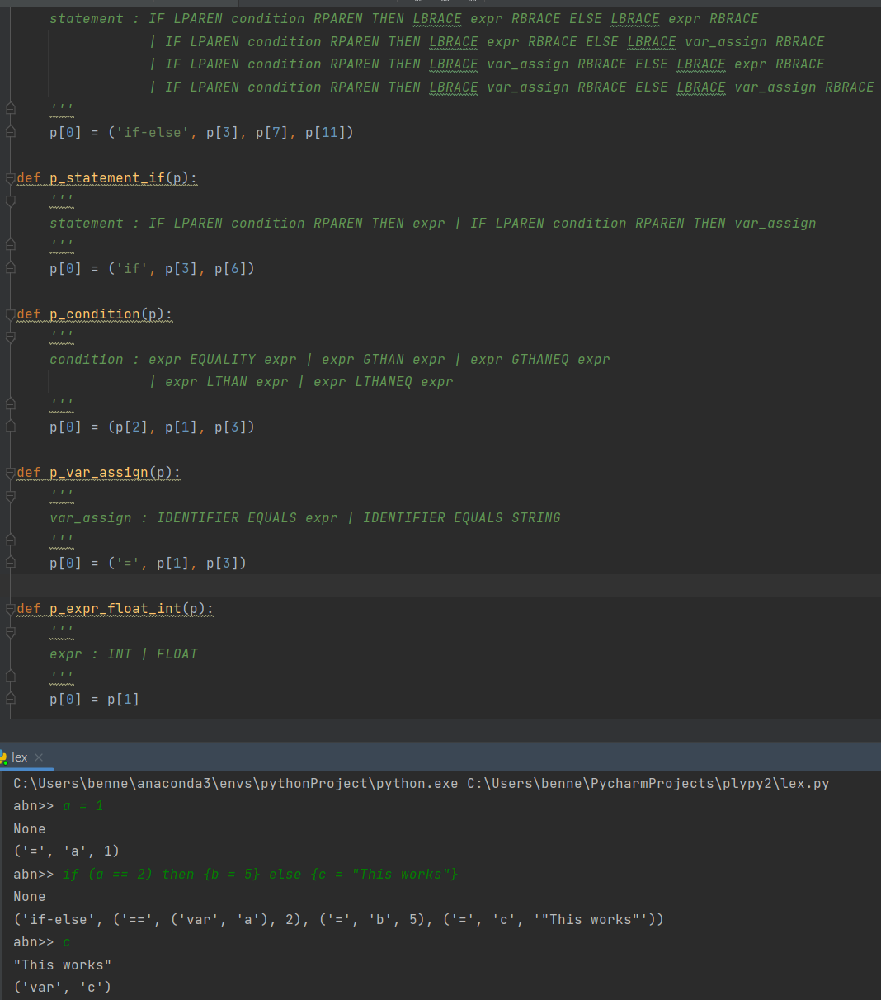 statement : IF LPAREN condition RPAREN THEN LBRACE expr RBRACE ELSE LBRACE expr RBRACE
| IF LPAREN condition RPAREN THEN LBRACE expr RBRACE ELSE LBRACE var_assign RBRACE
| IF LPAREN condition RPAREN THEN LBRACE var_assign RBRACE ELSE LBRACE expr RBRACE
| IF LPAREN condition RPAREN THEN LBRACE var_assign RBRACE ELSE LBRACE var_assign RBRACE
'''
p[0] = ('if-else', p[3], p[7], p[11])
def p_statement_if(p):
'''
statement : IF LPAREN condition RPAREN THEN expr | IF LPAREN condition RPAREN THEN var_assign
'''
p[0] = ('if', p[3], p[6])
def p_condition(p):
'''
condition : expr EQUALITY expr | expr GTHAN expr | expr GTHANEQ expr
| expr LTHAN expr | expr LTHANEQ expr
'''
p[0] = (p[2], p[1], p[3])
def p_var_assign(p):
'''
var_assign : IDENTIFIER EQUALS expr | IDENTIFIER EQUALS STRING
'''
p[0] = ('=', p[1], p[3])
def p_expr_float_int(p):
'''
expr : INT | FLOAT
'''
p[0] = p[1]
lex
C:\Users\benne\anaconda3\envs\pythonProject\python.exe C:\Users\benne\PycharmProjects\plypy2\lex.py
abn>> a = 1
None
('=', 'a', 1)
abn>> if (a == 2) then {b = 5} else {c = "This works"}
None
('if-else', ('==', ('var', 'a'), 2), ('=', 'b', 5), ('=', 'c', '"This works"'))
abn>> c
"This works"
('var', 'c')